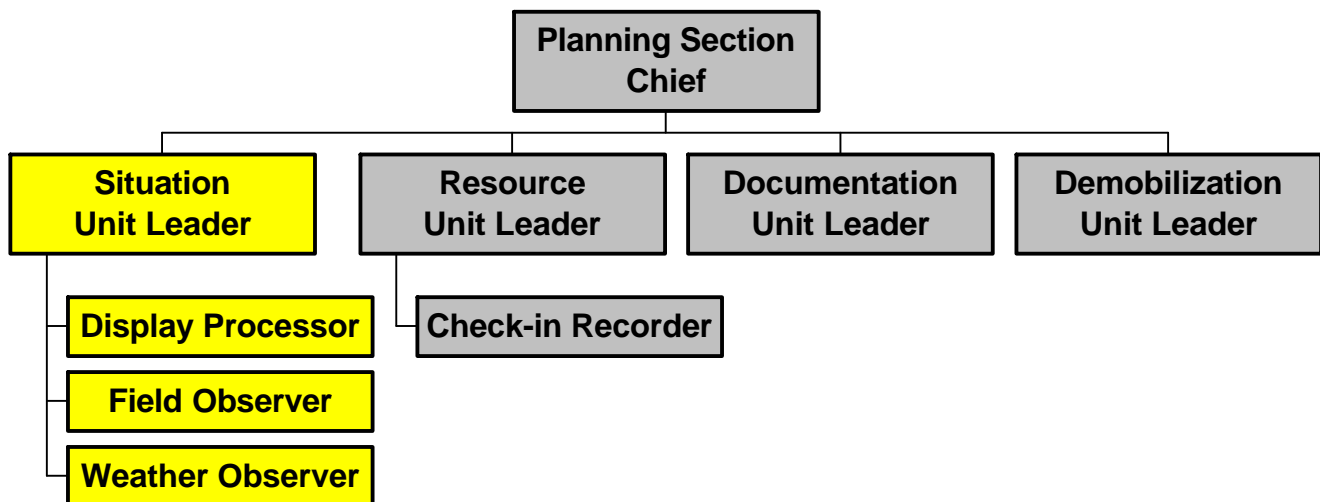 Planning Section
Chief
Situation
Unit Leader
Resource
Unit Leader
Documentation
Unit Leader
Demobilization
Unit Leader
Display Processor
Check-in Recorder
Field Observer
Weather Observer